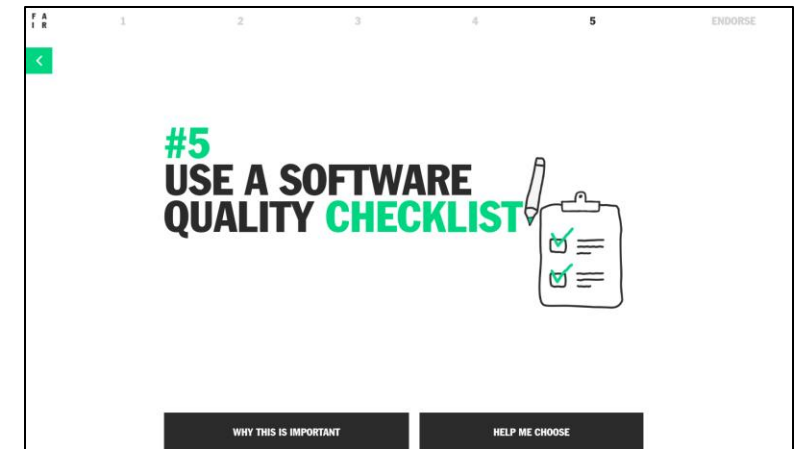 F A
I R
1 2 3 4 5 ENDORSE
#5
USE A SOFTWARE
QUALITY CHECKLIST
WHY THIS IS IMPORTANT
HELP ME CHOOSE